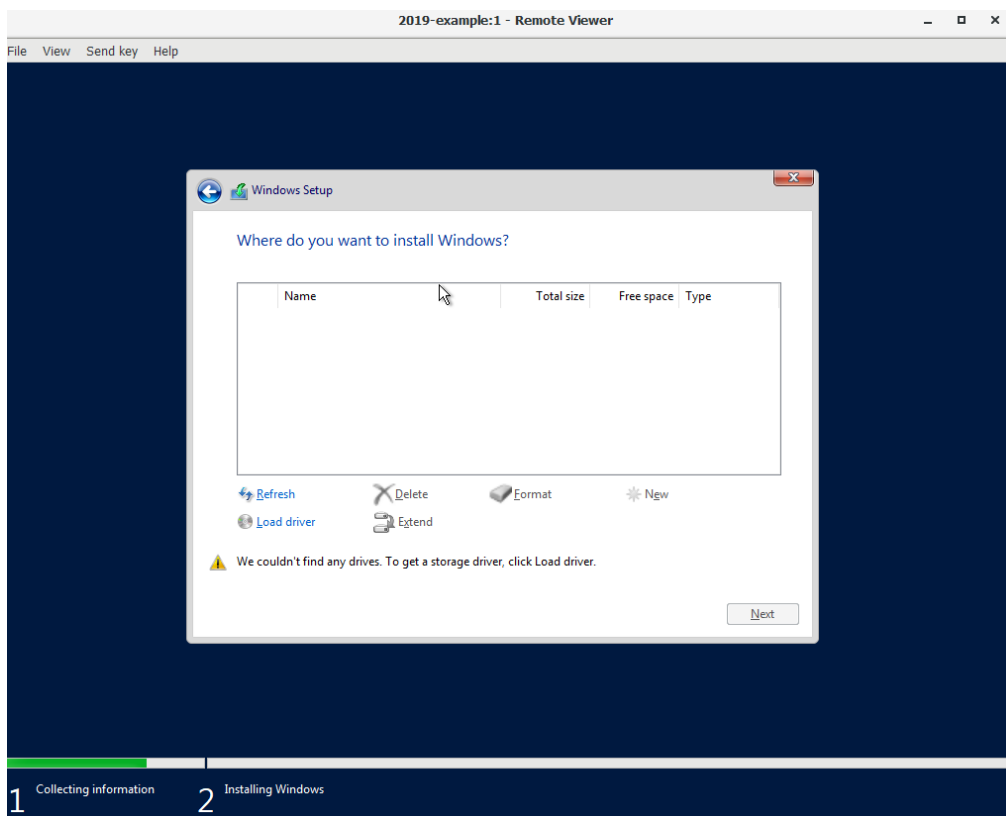 2019-example:1 - Remote Viewer
File View Send key Help
Windows Setup
Where do you want to install Windows?
Name Total size Free space Type
Refresh Delete Format New
Load driver Extend
We couldn't find any drives. To get a storage driver, click Load driver.
Next
1 Collecting information 2 Installing Windows